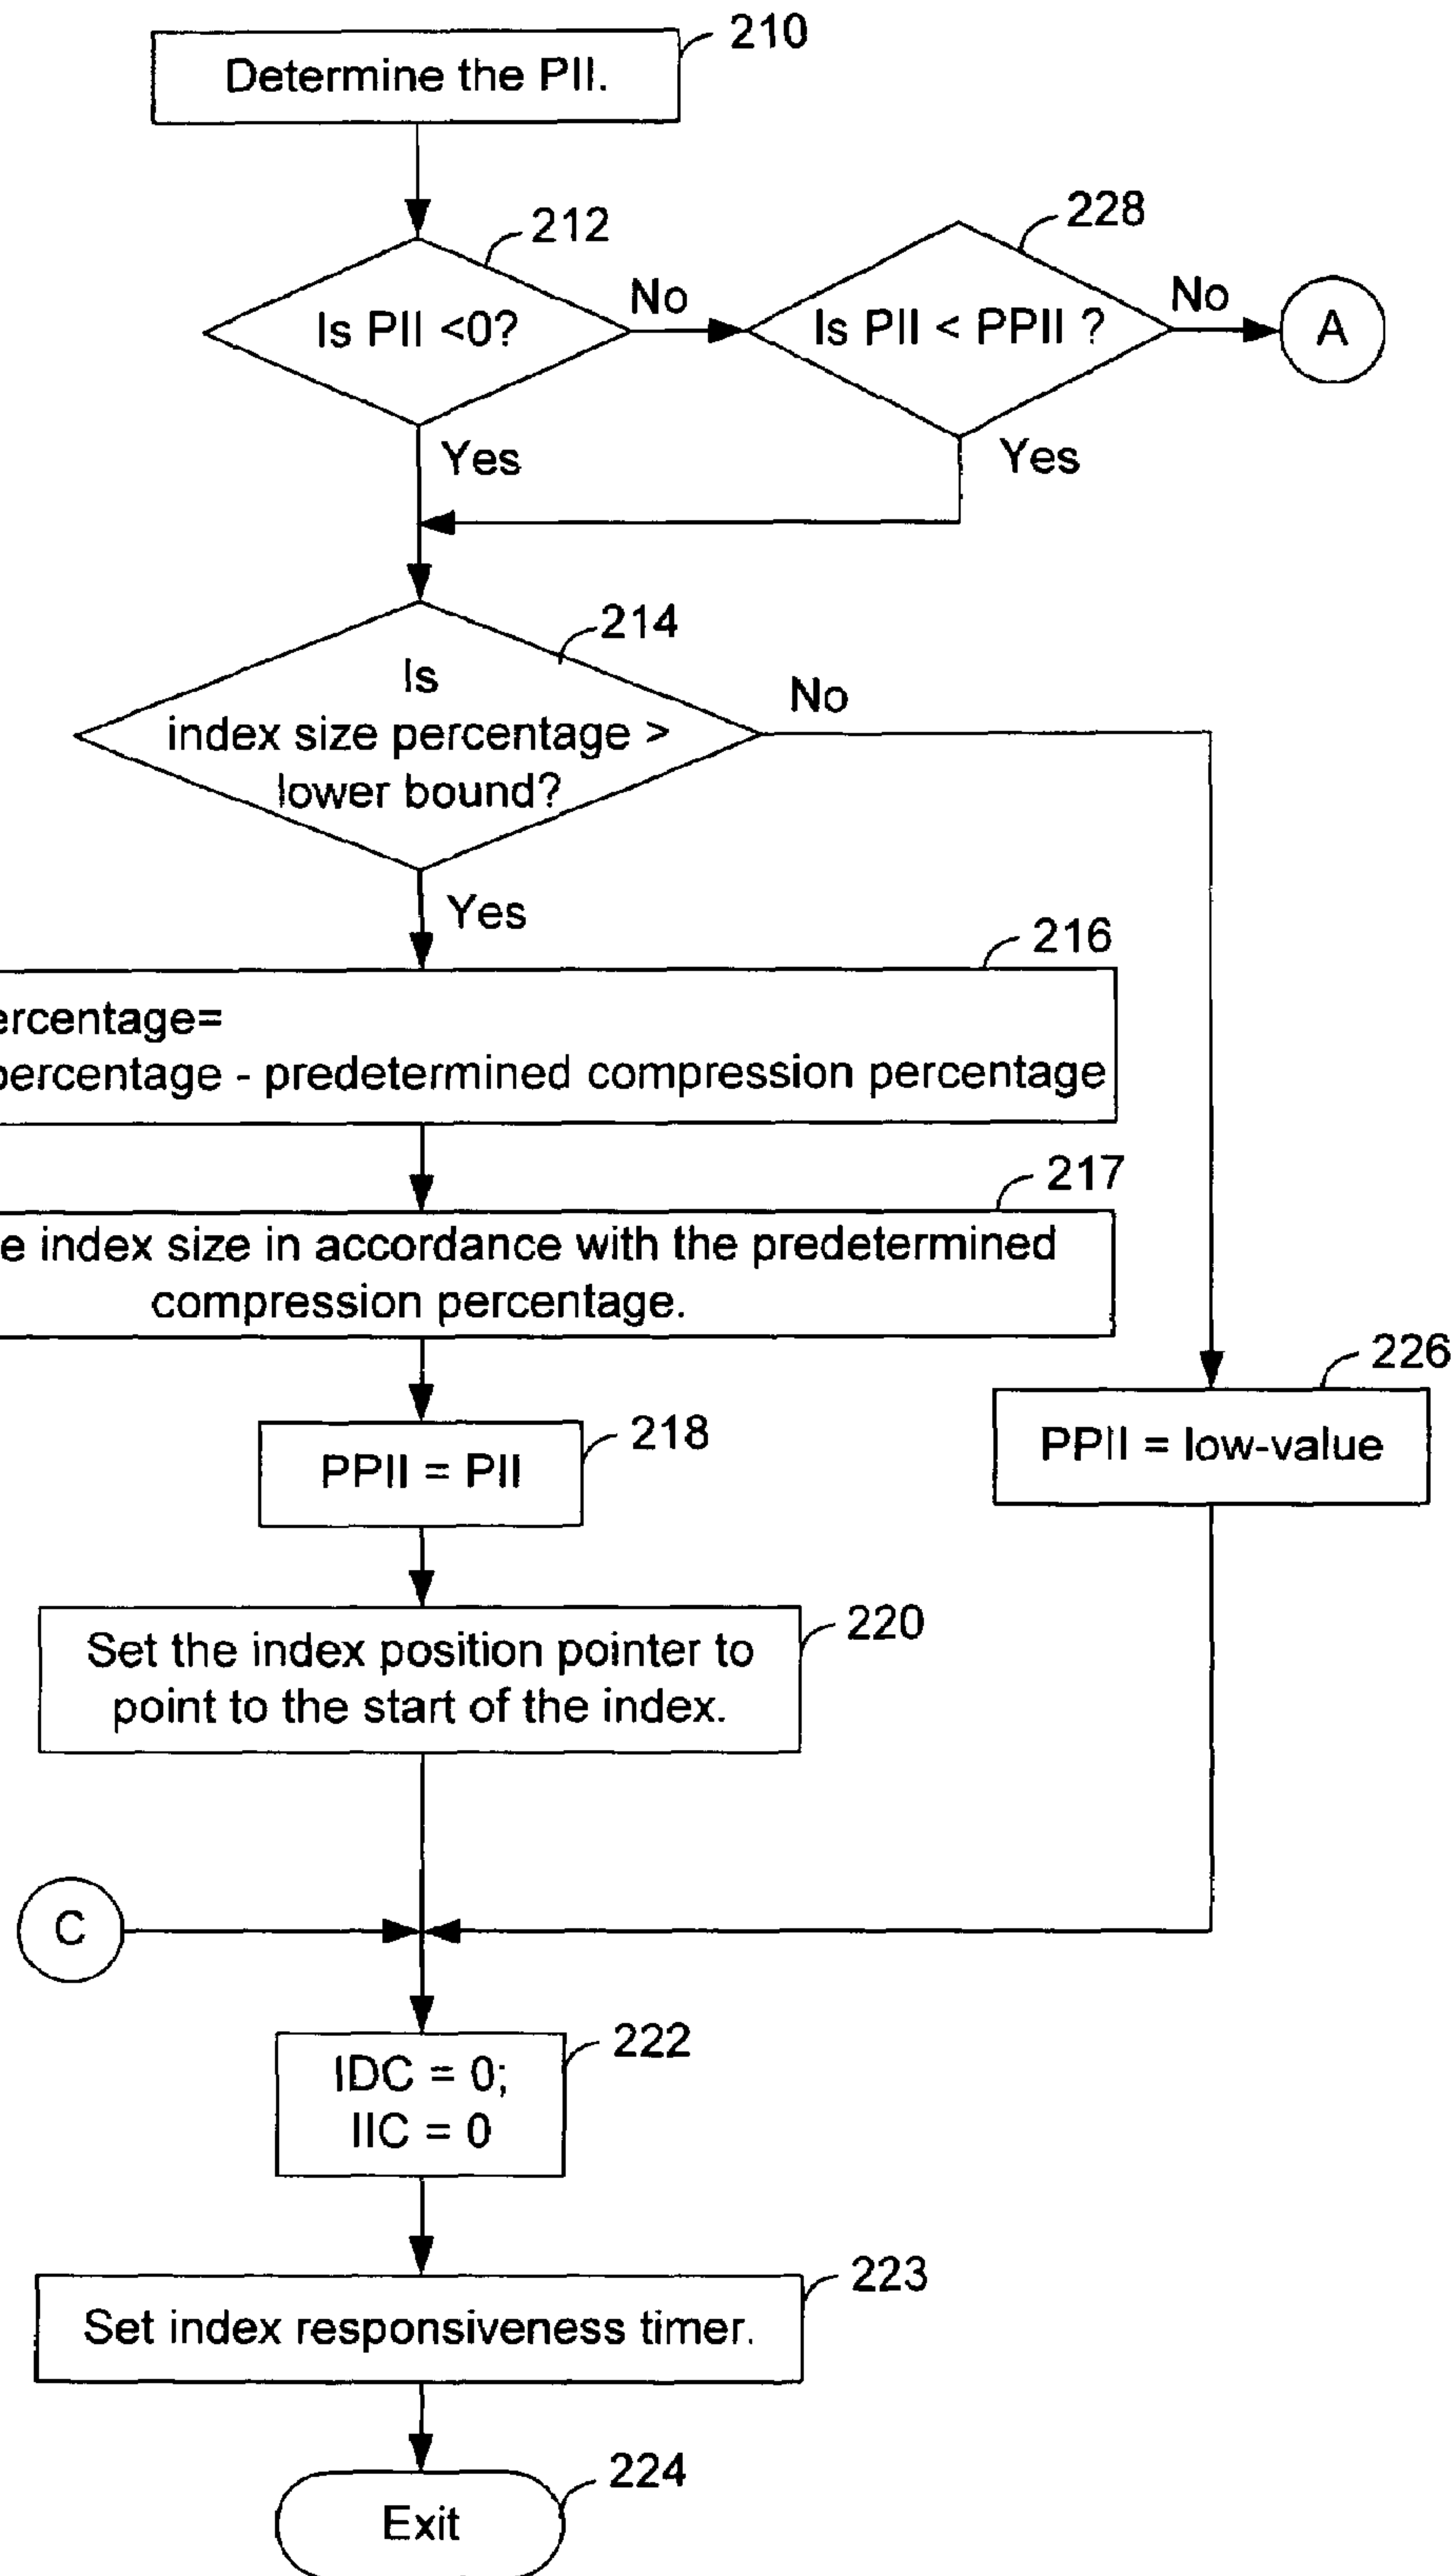 210
Determine the PII.
212
228
Is PII <0?
No
Is PII < PPII ?
No
A
Yes
Yes
214
Is
index size percentage >
lower bound?
No
Yes
216
percentage - predetermined compression percentage
217
index size in accordance with the predetermined
compression percentage.
226
PPII = low-value
218
PPII = PII
220
Set the index position pointer to
point to the start of the index.
C
222
IDC = 0;
IIC = 0
223
Set index responsiveness timer.
224
Exit